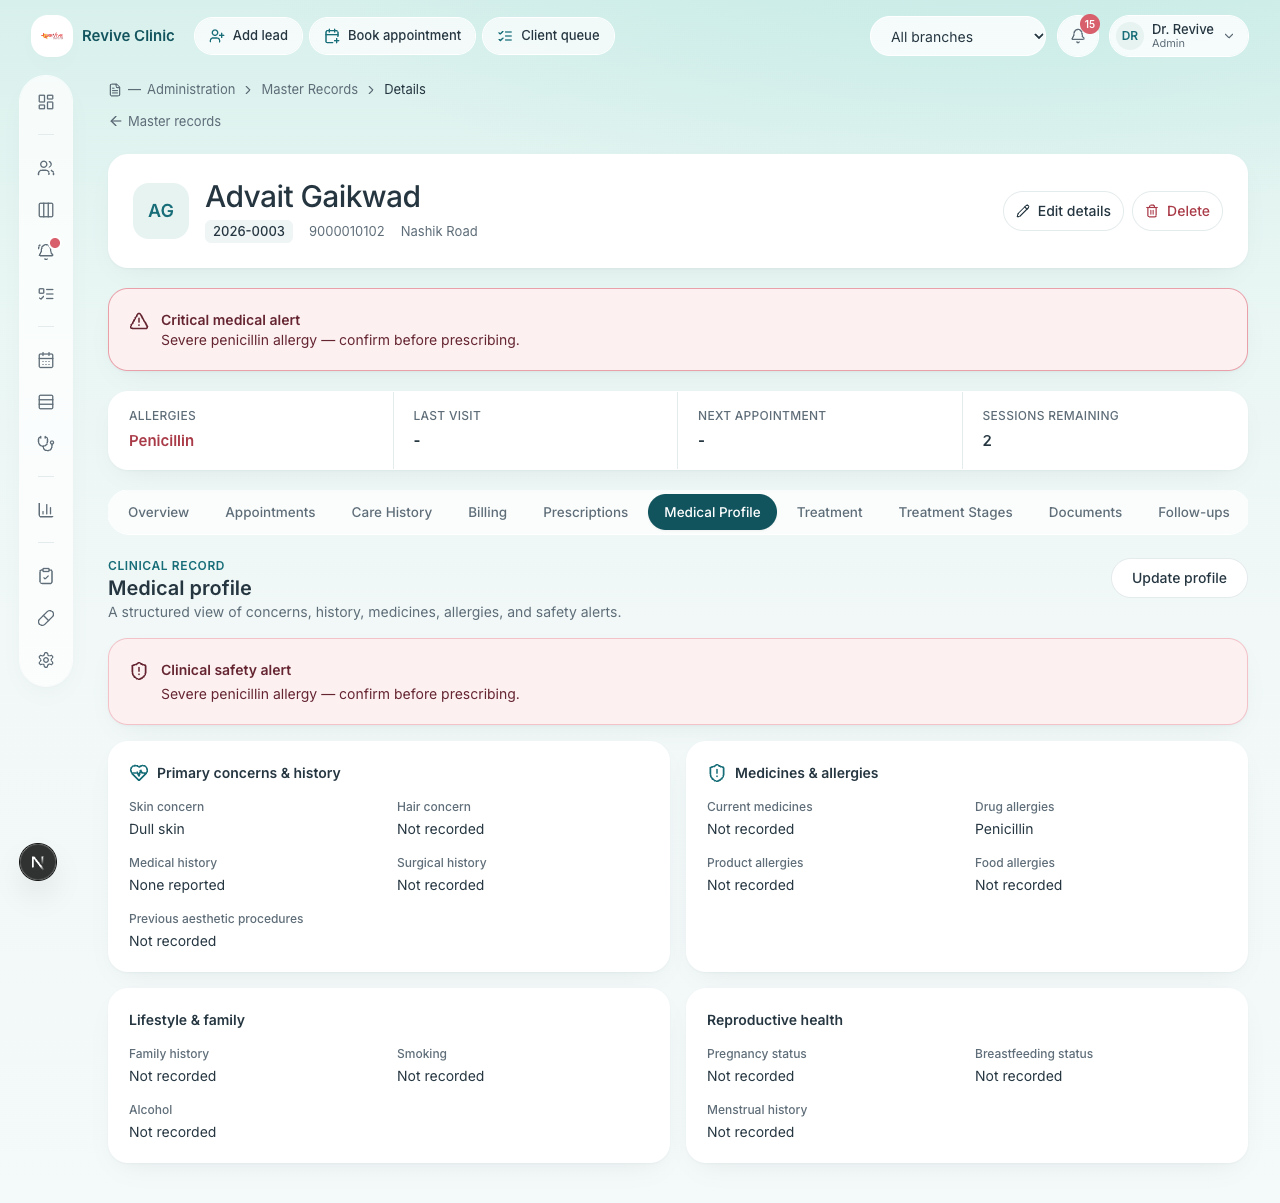 Revive Clinic
Add lead
Book appointment
Client queue
All branches
15
DR
Dr. Revive
Admin
— Administration > Master Records > Details
← Master records
AG
Advait Gaikwad
2026-0003
9000010102
Nashik Road
Edit details
Delete
Critical medical alert
Severe penicillin allergy — confirm before prescribing.
ALLERGIES
Penicillin
LAST VISIT
-
NEXT APPOINTMENT
-
SESSIONS REMAINING
2
Overview
Appointments
Care History
Billing
Prescriptions
Medical Profile
Treatment
Treatment Stages
Documents
Follow-ups
CLINICAL RECORD
Medical profile
A structured view of concerns, history, medicines, allergies, and safety alerts.
Update profile
Clinical safety alert
Severe penicillin allergy — confirm before prescribing.
Primary concerns & history
Skin concern
Dull skin
Hair concern
Not recorded
Medical history
None reported
Surgical history
Not recorded
Previous aesthetic procedures
Not recorded
Medicines & allergies
Current medicines
Not recorded
Drug allergies
Penicillin
Product allergies
Not recorded
Food allergies
Not recorded
N
Lifestyle & family
Family history
Not recorded
Smoking
Not recorded
Alcohol
Not recorded
Reproductive health
Pregnancy status
Not recorded
Breastfeeding status
Not recorded
Menstrual history
Not recorded